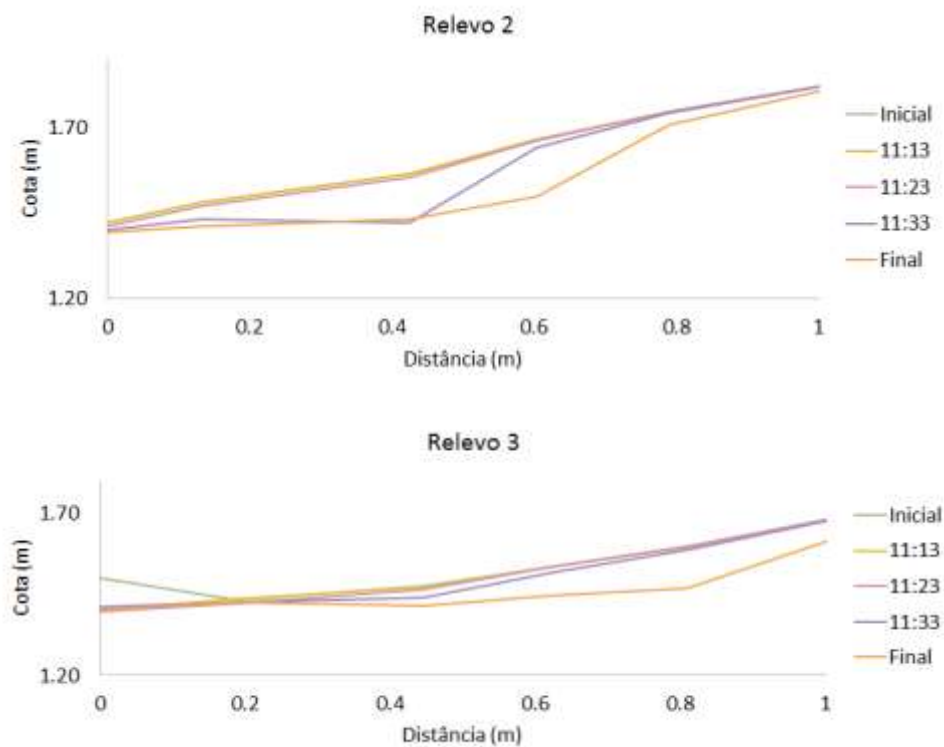 Relevo 2
Cota (m)
1.70
1.20
0 0.2 0.4 0.6 0.8 1
Distância (m)
Inicial
11:13
11:23
11:33
Final
Relevo 3
Cota (m)
1.70
1.20
0 0.2 0.4 0.6 0.8 1
Distância (m)
Inicial
11:13
11:23
11:33
Final